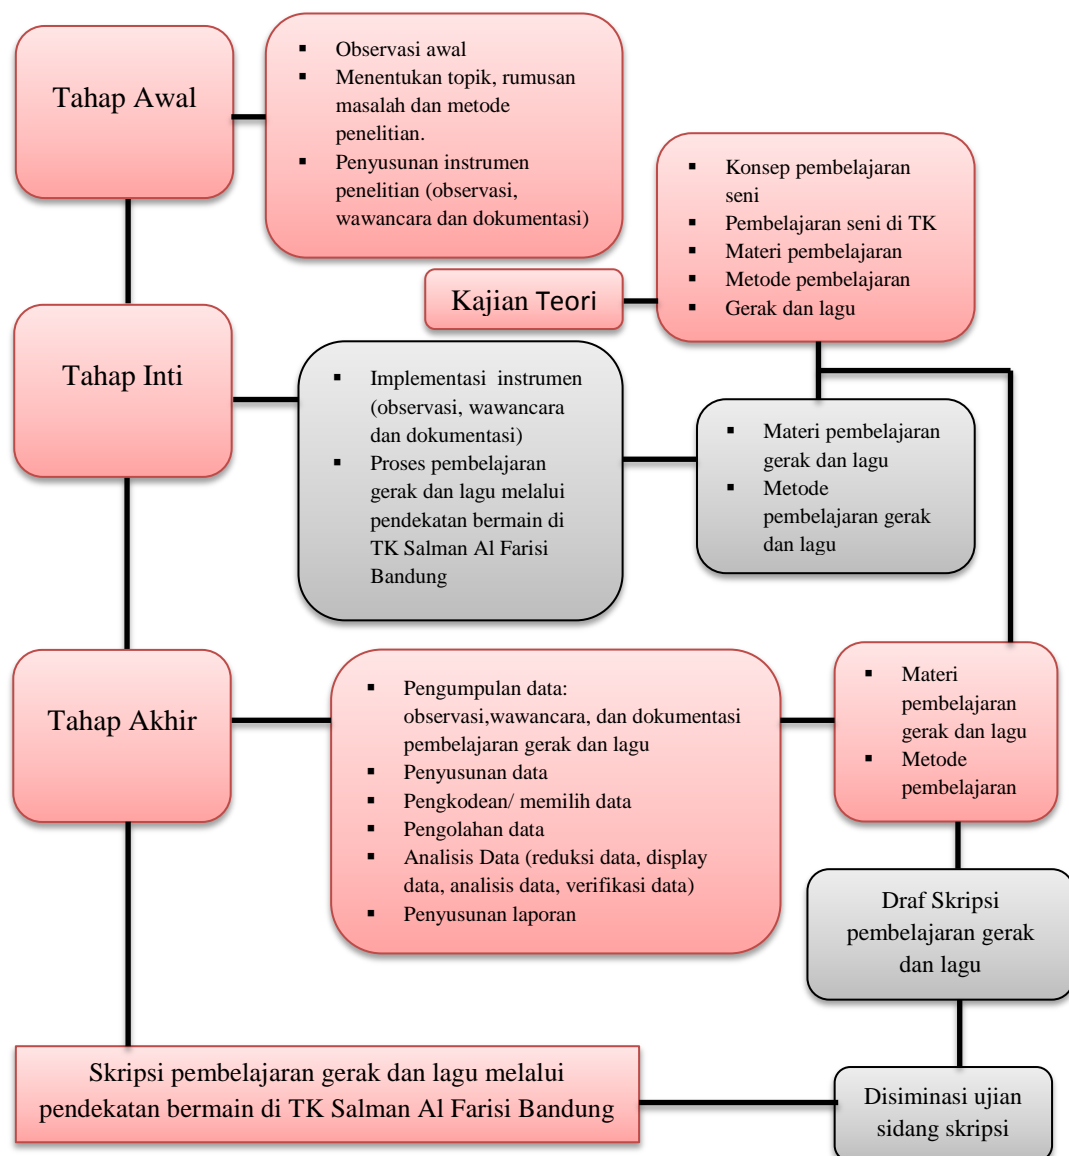 Tahap Awal
▪ Observasi awal
▪ Menentukan topik, rumusan
masalah dan metode
penelitian.
▪ Penyusunan instrumen
penelitian (observasi,
wawancara dan dokumentasi)
▪ Konsep pembelajaran
seni
▪ Pembelajaran seni di TK
▪ Materi pembelajaran
▪ Metode pembelajaran
▪ Gerak dan lagu
Kajian Teori
Tahap Inti
▪ Implementasi instrumen
(observasi, wawancara
dan dokumentasi)
▪ Proses pembelajaran
gerak dan lagu melalui
pendekatan bermain di
TK Salman Al Farisi
Bandung
▪ Materi pembelajaran
gerak dan lagu
▪ Metode
pembelajaran gerak
dan lagu
Tahap Akhir
▪ Pengumpulan data:
observasi,wawancara, dan dokumentasi
pembelajaran gerak dan lagu
▪ Penyusunan data
▪ Pengkodean/ memilih data
▪ Pengolahan data
▪ Analisis Data (reduksi data, display
data, analisis data, verifikasi data)
▪ Penyusunan laporan
▪ Materi
pembelajaran
gerak dan lagu
▪ Metode
pembelajaran
Draf Skripsi
pembelajaran gerak
dan lagu
Skripsi pembelajaran gerak dan lagu melalui
pendekatan bermain di TK Salman Al Farisi Bandung
Disiminasi ujian
sidang skripsi